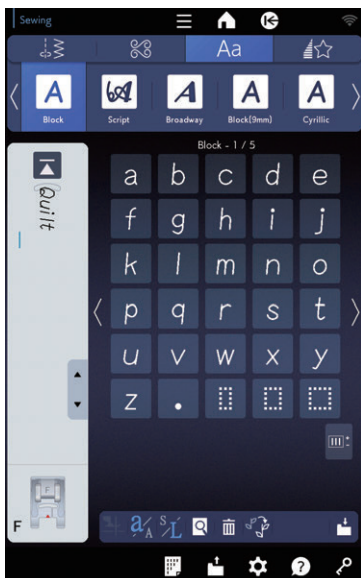 Sewing
Aa
A A A A A
Block Script Broadway Block(9mm) Cyrillic
Block - 1 / 5
Quilt
a b c d e
f g h i j
k l m n o
p q r s t
u v w x y
z .
F
F
a/A S/L
?